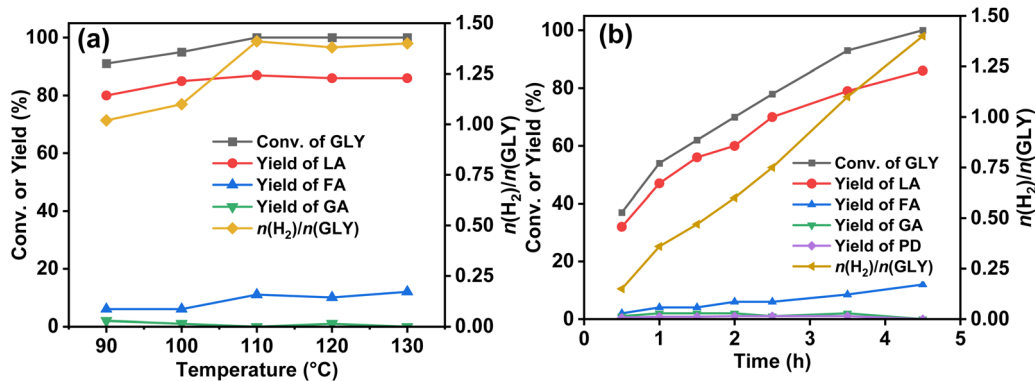 (a)
Conv. or Yield (%)
100
80
60
40
20
0
90
100
110
120
130
Temperature (°C)
1.50
1.25
1.00
0.75
0.50
0.25
0.00
n(H₂)/n(GLY)
Conv. of GLY
Yield of LA
Yield of FA
Yield of GA
n(H₂)/n(GLY)
(b)
Conv. or Yield (%)
100
80
60
40
20
0
0
1
2
3
4
5
Time (h)
1.50
1.25
1.00
0.75
0.50
0.25
0.00
n(H₂)/n(GLY)
Conv. of GLY
Yield of LA
Yield of FA
Yield of GA
Yield of PD
n(H₂)/n(GLY)